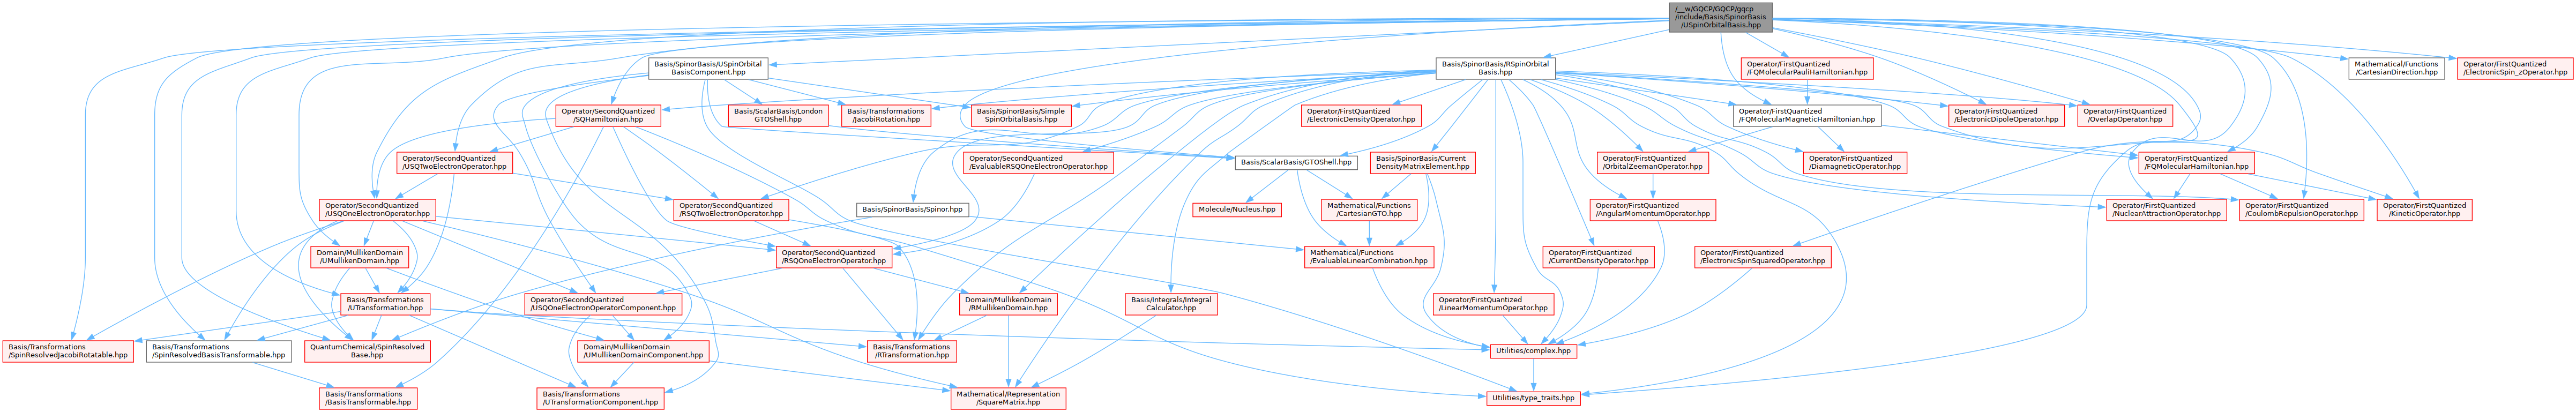 /__w/GQCP/GQCP/gqcp
/include/Basis/SpinorBasis
/USpinOrbitalBasis.hpp
Basis/SpinorBasis/USpinOrbital
BasisComponent.hpp
Basis/SpinorBasis/RSpinOrbital
Basis.hpp
Operator/FirstQuantized
/FQMolecularPauliHamiltonian.hpp
Mathematical/Functions
/CartesianDirection.hpp
Operator/FirstQuantized
/ElectronicSpin_zOperator.hpp
Operator/SecondQuantized
/SQHamiltonian.hpp
Basis/ScalarBasis/London
GTOShell.hpp
Basis/Transformations
/JacobiRotation.hpp
Basis/SpinorBasis/Simple
SpinOrbitalBasis.hpp
Operator/FirstQuantized
/ElectronicDensityOperator.hpp
Operator/FirstQuantized
/FQMolecularMagneticHamiltonian.hpp
Operator/FirstQuantized
/ElectronicDipoleOperator.hpp
Operator/FirstQuantized
/OverlapOperator.hpp
Operator/SecondQuantized
/USQTwoElectronOperator.hpp
Operator/SecondQuantized
/EvaluableRSQOneElectronOperator.hpp
Basis/ScalarBasis/GTOShell.hpp
Basis/SpinorBasis/Current
DensityMatrixElement.hpp
Operator/FirstQuantized
/OrbitalZeemanOperator.hpp
Operator/FirstQuantized
/DiamagneticOperator.hpp
Operator/FirstQuantized
/FQMolecularHamiltonian.hpp
Operator/SecondQuantized
/USQOneElectronOperator.hpp
Operator/SecondQuantized
/RSQTwoElectronOperator.hpp
Basis/SpinorBasis/Spinor.hpp
Molecule/Nucleus.hpp
Mathematical/Functions
/CartesianGTO.hpp
Operator/FirstQuantized
/AngularMomentumOperator.hpp
Operator/FirstQuantized
/NuclearAttractionOperator.hpp
Operator/FirstQuantized
/CoulombRepulsionOperator.hpp
Operator/FirstQuantized
/KineticOperator.hpp
Domain/MullikenDomain
/UMullikenDomain.hpp
Operator/SecondQuantized
/RSQOneElectronOperator.hpp
Mathematical/Functions
/EvaluableLinearCombination.hpp
Operator/FirstQuantized
/CurrentDensityOperator.hpp
Operator/FirstQuantized
/ElectronicSpinSquaredOperator.hpp
Basis/Transformations
/UTransformation.hpp
Operator/SecondQuantized
/USQOneElectronOperatorComponent.hpp
Domain/MullikenDomain
/RMullikenDomain.hpp
Basis/Integrals/Integral
Calculator.hpp
Operator/FirstQuantized
/LinearMomentumOperator.hpp
Basis/Transformations
/SpinResolvedJacobiRotatable.hpp
Basis/Transformations
/SpinResolvedBasisTransformable.hpp
QuantumChemical/SpinResolved
Base.hpp
Domain/MullikenDomain
/UMullikenDomainComponent.hpp
Basis/Transformations
/RTransformation.hpp
Utilities/complex.hpp
Basis/Transformations
/BasisTransformable.hpp
Basis/Transformations
/UTransformationComponent.hpp
Mathematical/Representation
/SquareMatrix.hpp
Utilities/type_traits.hpp